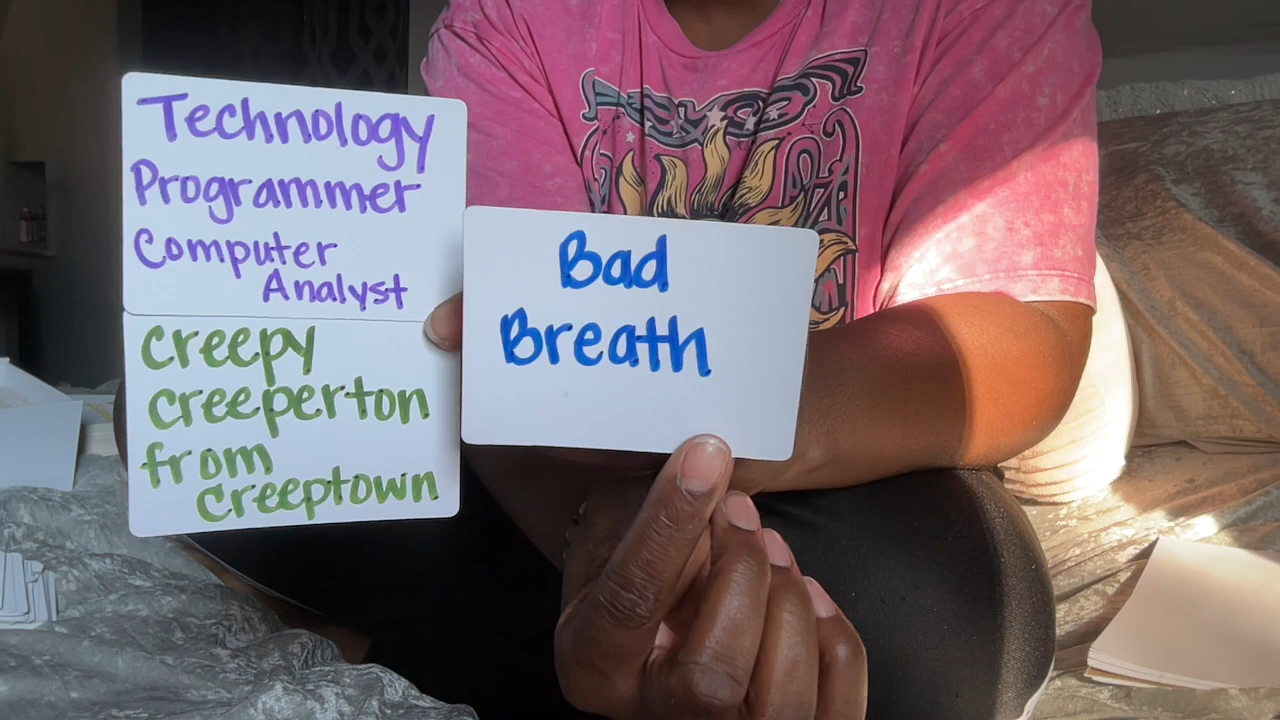 Technology
Programmer
Computer
Analyst
Creepy
creeperton
from
creeptown
Bad
Breath